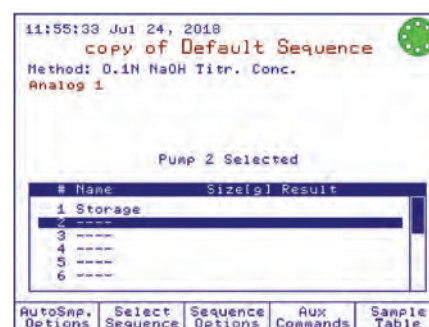 11:55:33 Jul 24, 2018
copy of Default Sequence
Method: 0.1N NaOH Titr. Conc.
Analog 1
Pump 2 Selected
# Name Size[g] Result
1 Storage
2 ----
3 ----
4 ----
5 ----
6 ----
AutoSmp. Options
Select Sequence
Sequence Options
Aux Commands
Sample Table